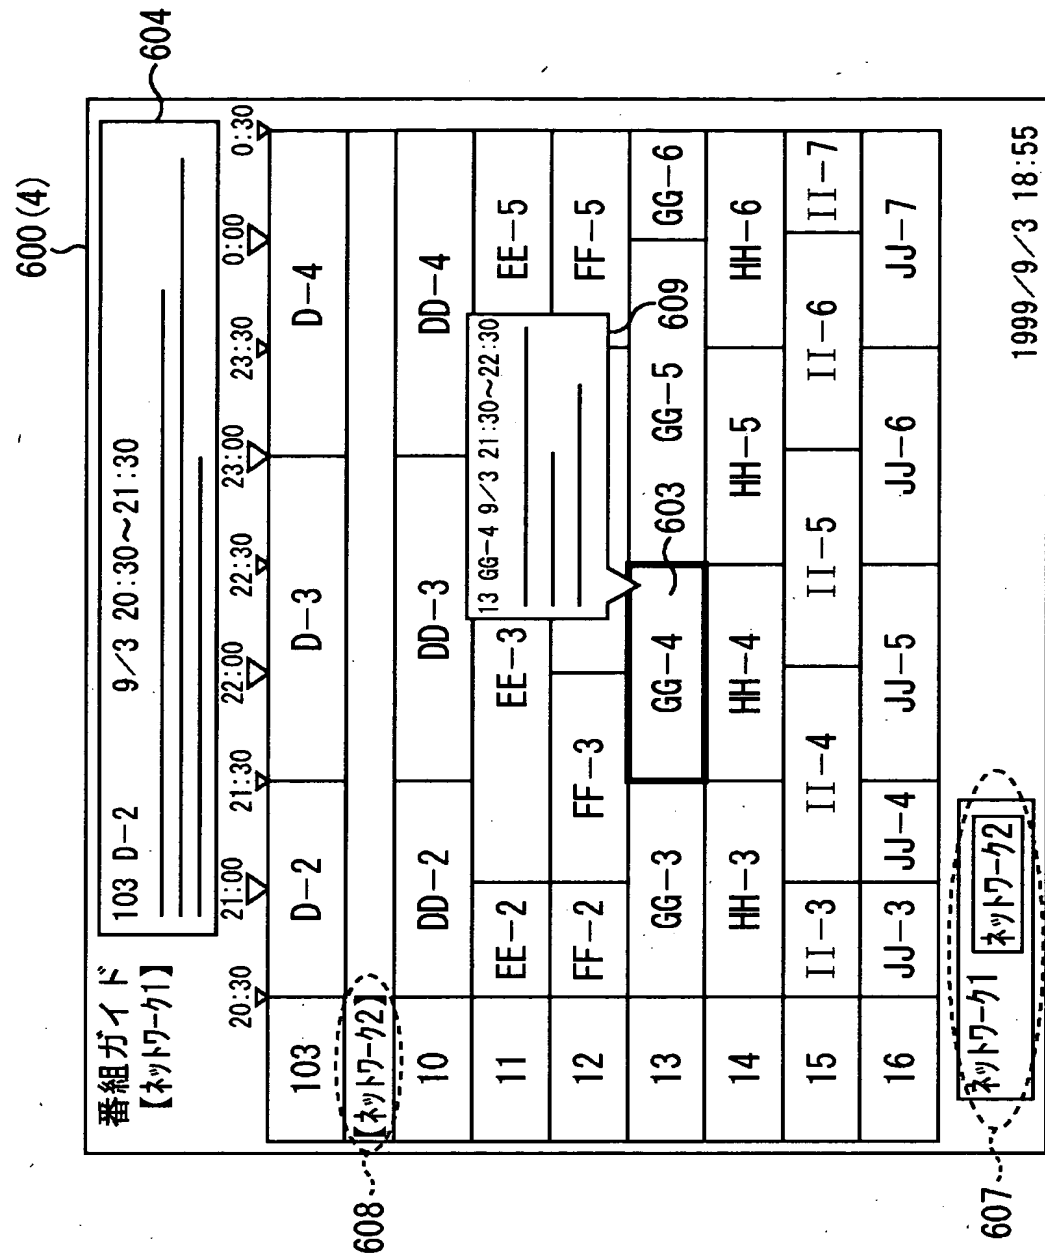 600(4)
604
番組ガイド
【ネットワーク1】
103 D-2 9/3 20:30~21:30
20:30 21:00 21:30 22:00 22:30 23:00 23:30 0:00 0:30
103 D-2 D-3 D-4
608
【ネットワーク2】
10 DD-2 DD-3 DD-4
11 EE-2 EE-3 EE-5
13 GG-4 9/3 21:30~22:30
609
12 FF-2 FF-3 FF-5
13 GG-3 GG-4 603 GG-5 GG-6
14 HH-3 HH-4 HH-5 HH-6
15 II-3 II-4 II-5 II-6 II-7
16 JJ-3 JJ-4 JJ-5 JJ-6 JJ-7
607
ネットワーク1 ネットワーク2
1999/9/3 18:55